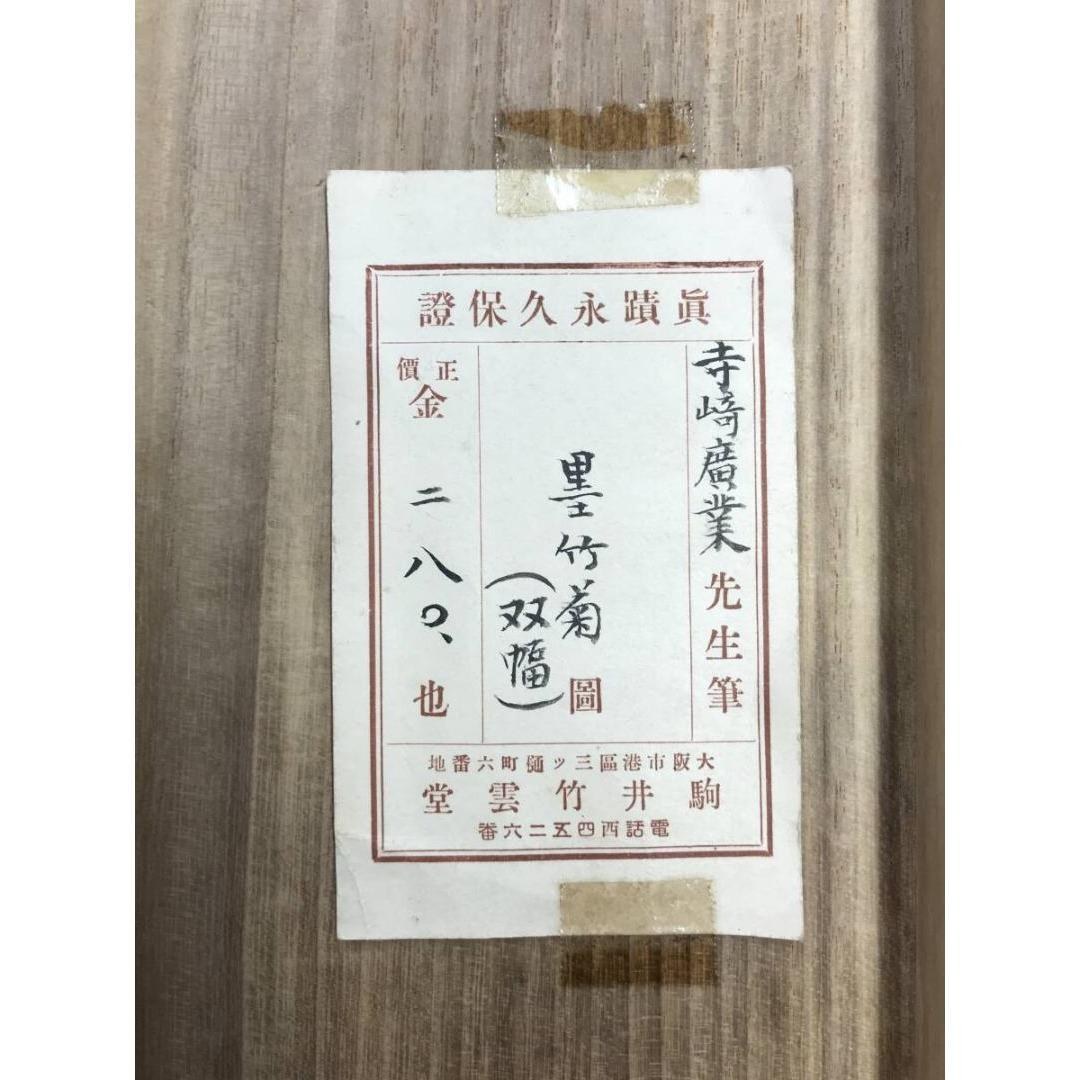 眞蹟永久保證
寺﨑廣業先生筆
墨竹菊圖
(双幅)
正價
金二八〇、也
大阪市港區三ッ樋町六番地
駒井竹雲堂
電話西四五二六番